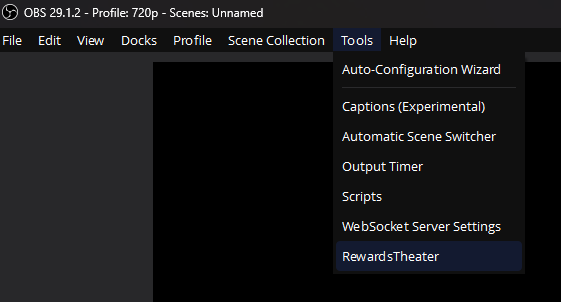 OBS 29.1.2 - Profile: 720p - Scenes: Unnamed
File Edit View Docks Profile Scene Collection Tools Help
Auto-Configuration Wizard
Captions (Experimental)
Automatic Scene Switcher
Output Timer
Scripts
WebSocket Server Settings
RewardsTheater